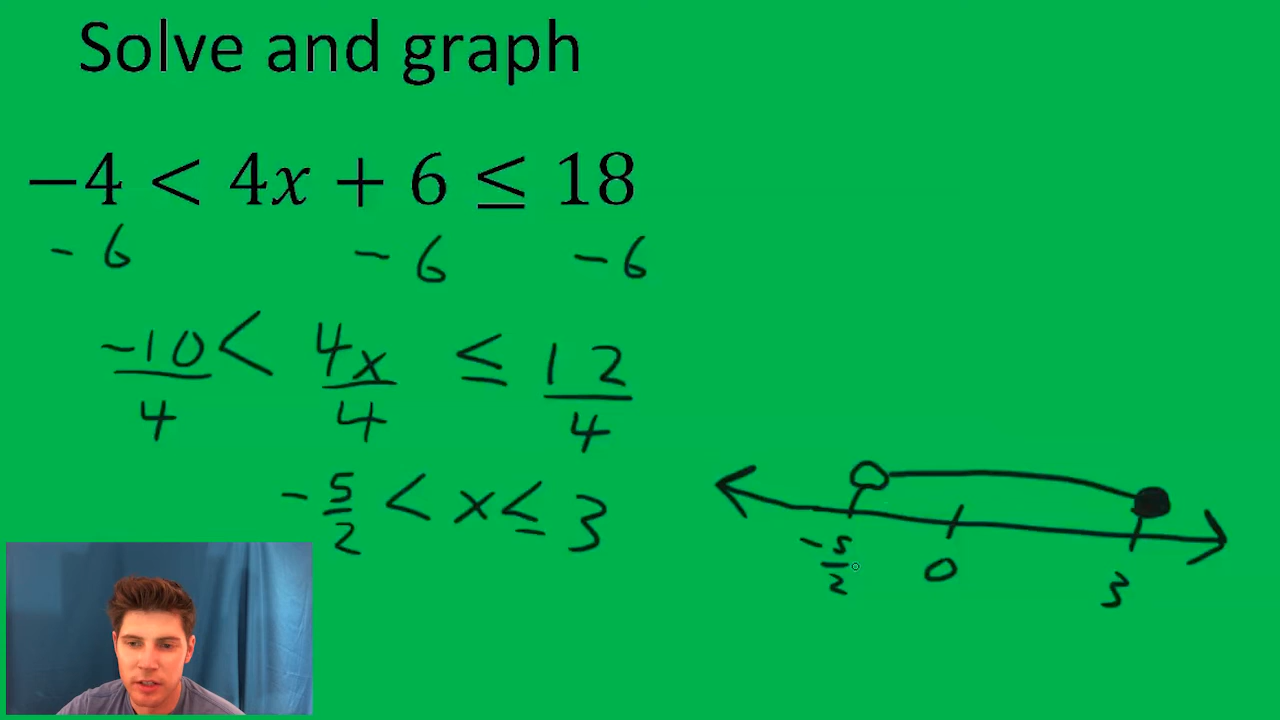 Solve and graph
−4 < 4x + 6 ≤ 18
- 6 - 6 - 6
-10/4 < 4x/4 ≤ 12/4
- 5/2 < x ≤ 3
- 5/2 0 3